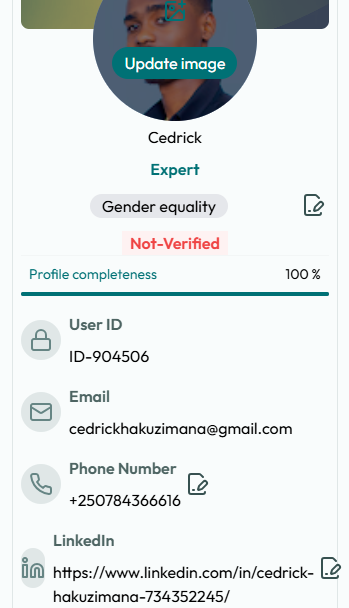 Update image
Cedrick
Expert
Gender equality
Not-Verified
Profile completeness 100 %
User ID
ID-904506
Email
cedrickhakuzimana@gmail.com
Phone Number
+250784366616
LinkedIn
https://www.linkedin.com/in/cedrick-
hakuzimana-734352245/